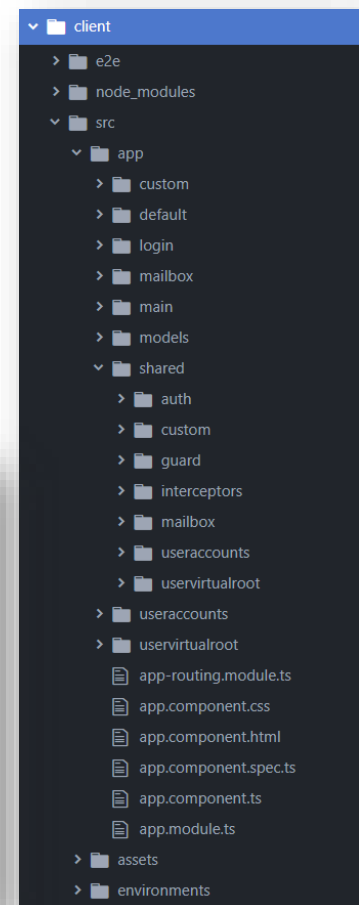 client
e2e
node_modules
src
app
custom
default
login
mailbox
main
models
shared
auth
custom
guard
interceptors
mailbox
useraccounts
uservirtualroot
useraccounts
uservirtualroot
app-routing.module.ts
app.component.css
app.component.html
app.component.spec.ts
app.component.ts
app.module.ts
assets
environments